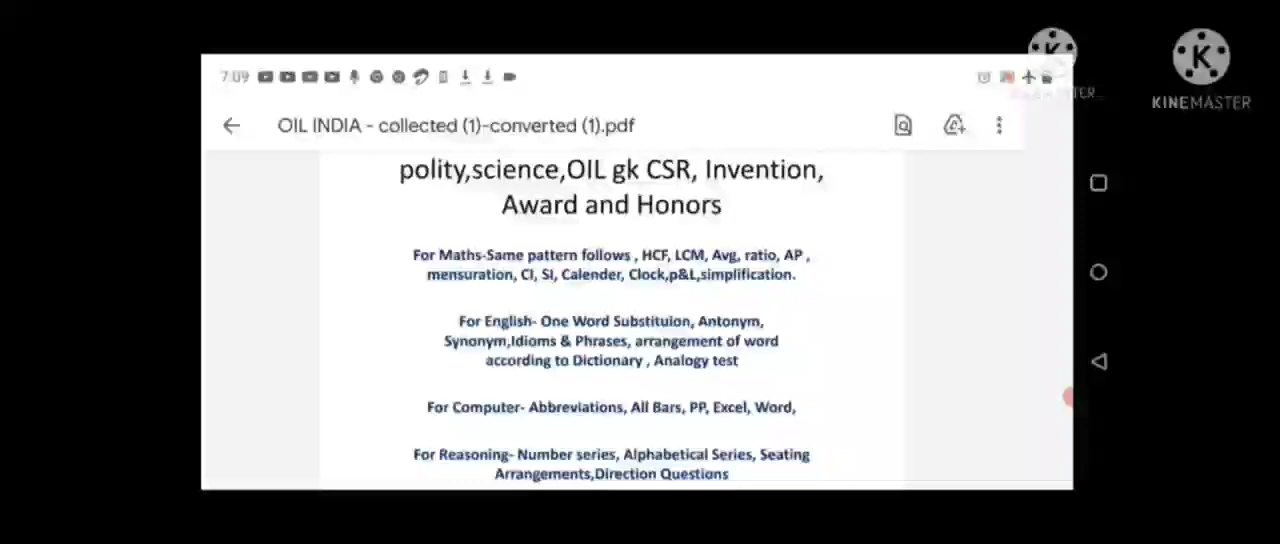 7:09
OIL INDIA - collected (1)-converted (1).pdf
KINEMASTER
polity,science,OIL gk CSR, Invention,
Award and Honors
For Maths-Same pattern follows , HCF, LCM, Avg, ratio, AP ,
mensuration, CI, SI, Calender, Clock,p&L,simplification.
For English- One Word Substituion, Antonym,
Synonym,Idioms & Phrases, arrangement of word
according to Dictionary , Analogy test
For Computer- Abbreviations, All Bars, PP, Excel, Word,
For Reasoning- Number series, Alphabetical Series, Seating
Arrangements,Direction Questions